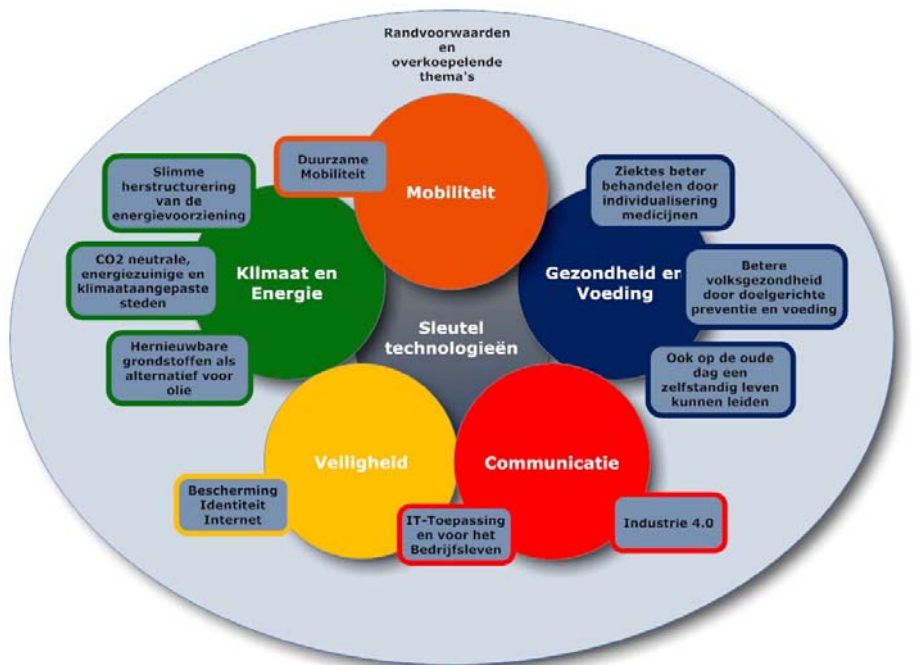 Randvoorwaarden
en
overkoepelende
thema's
Duurzame
Mobiliteit
Mobiliteit
Slimme
herstructurering
van de
energievoorziening
CO2 neutrale,
energiezuinige en
klimaataangepaste
steden
Hernieuwbare
grondstoffen als
alternatief voor
olie
Klimaat en
Energie
Ziektes beter
behandelen door
individualisering
medicijnen
Gezondheid en
Voeding
Betere
volksgezondheid
door doelgerichte
preventie en voeding
Ook op de oude
dag een
zelfstandig leven
kunnen leiden
Sleutel
technologieën
Veiligheid
Bescherming
Identiteit
Internet
Communicatie
IT-Toepassing
en voor het
Bedrijfsleven
Industrie 4.0